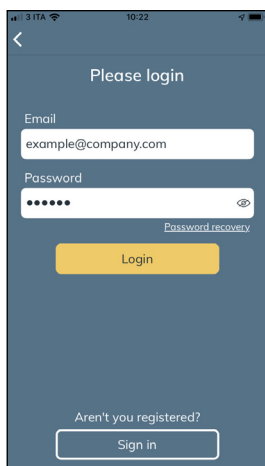 3 ITA 10:22
Please login
Email
example@company.com
Password
••••••
Password recovery
Login
Aren't you registered?
Sign in